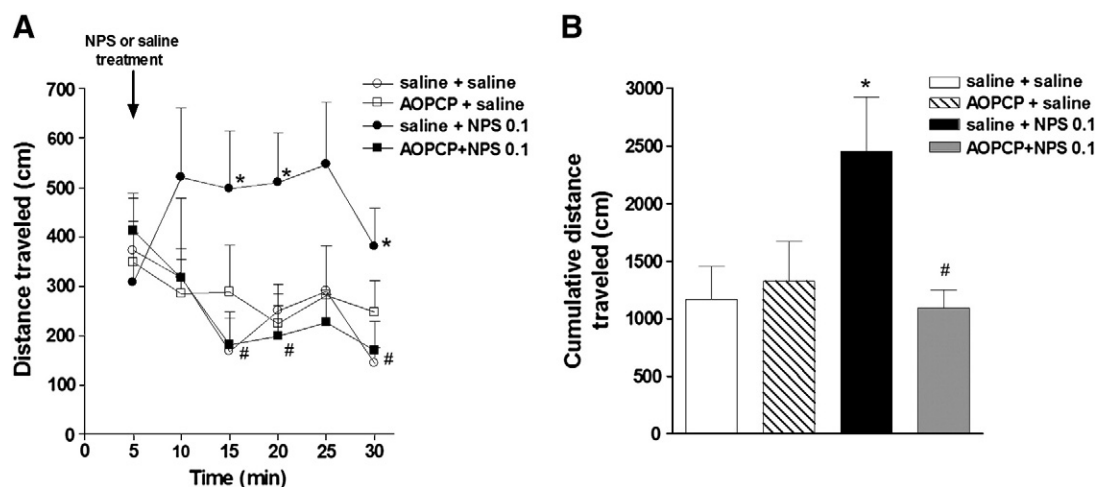 A
NPS or saline
treatment
saline + saline
AOPCP + saline
saline + NPS 0.1
AOPCP+NPS 0.1
Distance traveled (cm)
700
600
500
400
300
200
100
0
*
*
*
#
#
#
0 5 10 15 20 25 30
Time (min)
B
saline + saline
AOPCP + saline
saline + NPS 0.1
AOPCP+NPS 0.1
Cumulative distance
traveled (cm)
3000
2500
2000
1500
1000
500
0
*
#